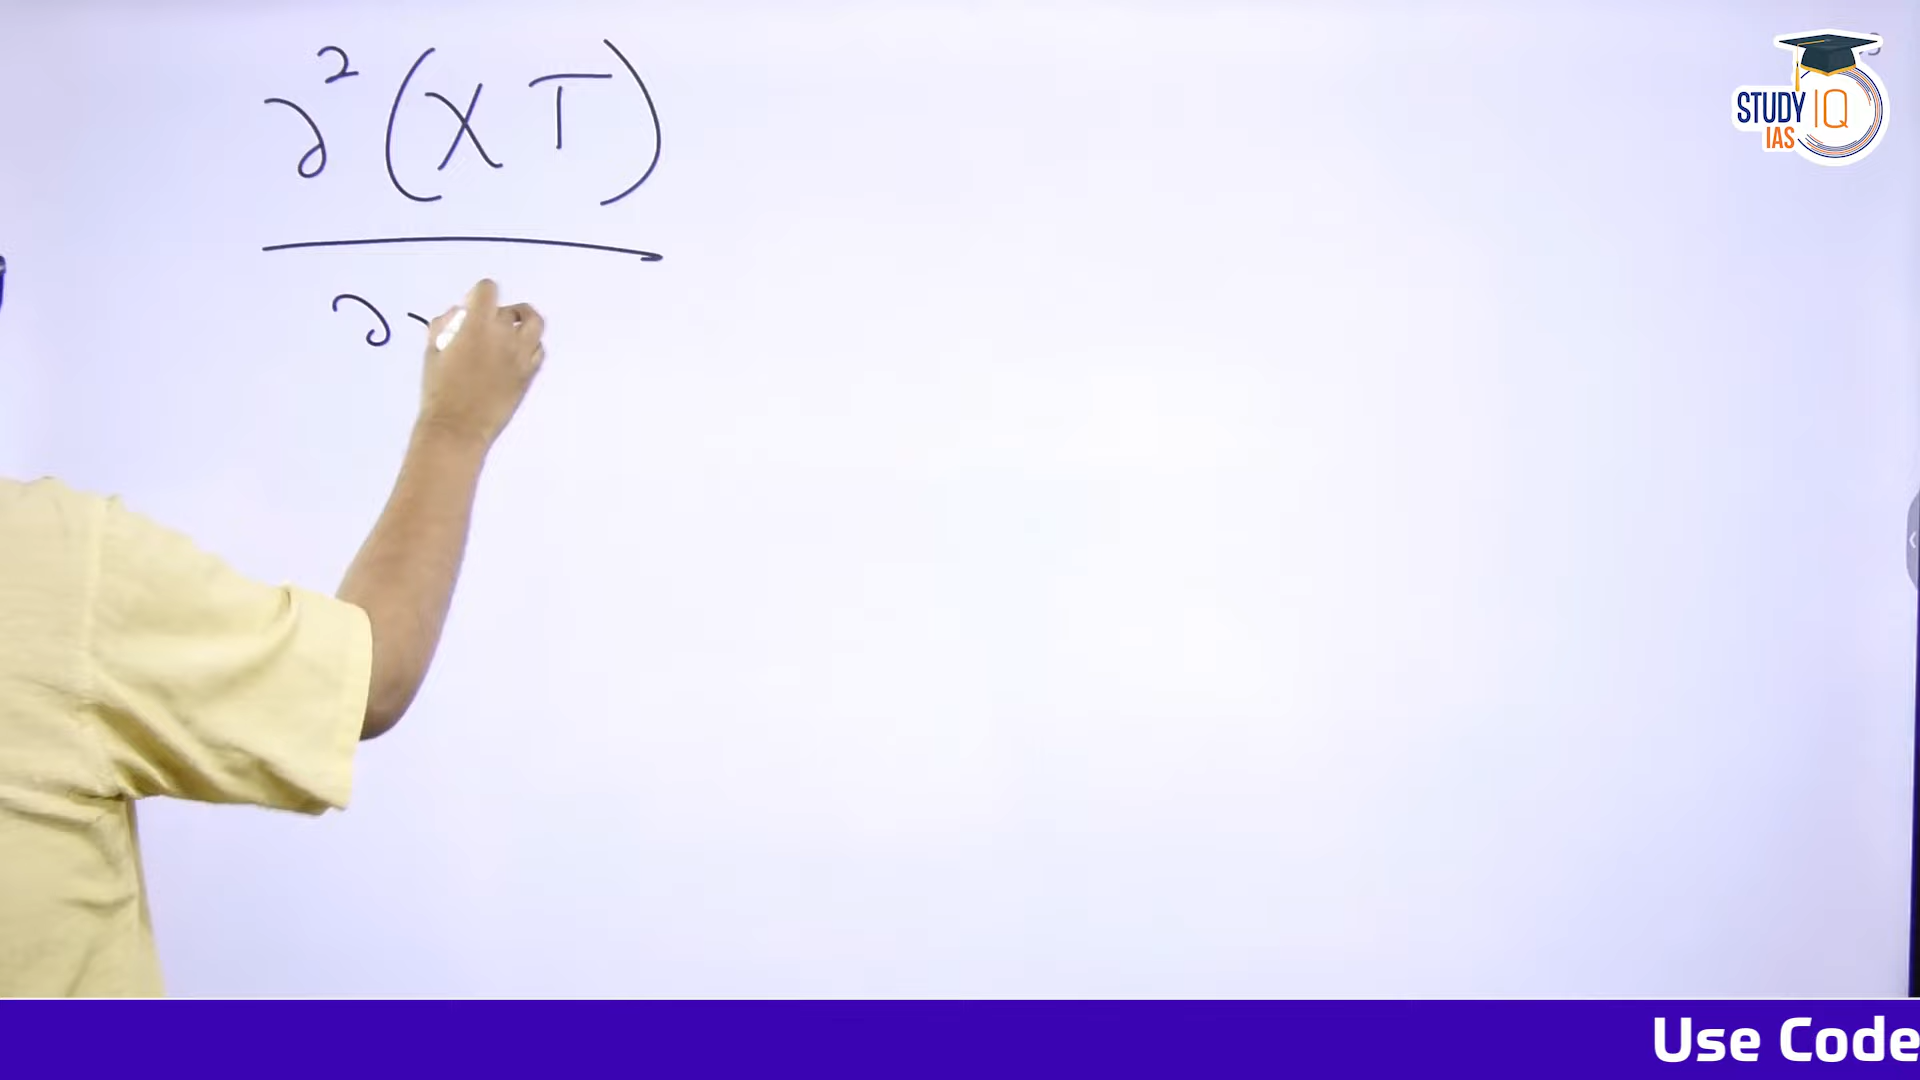 ∂²(XT)
∂
STUDY IQ
IAS
Use Code